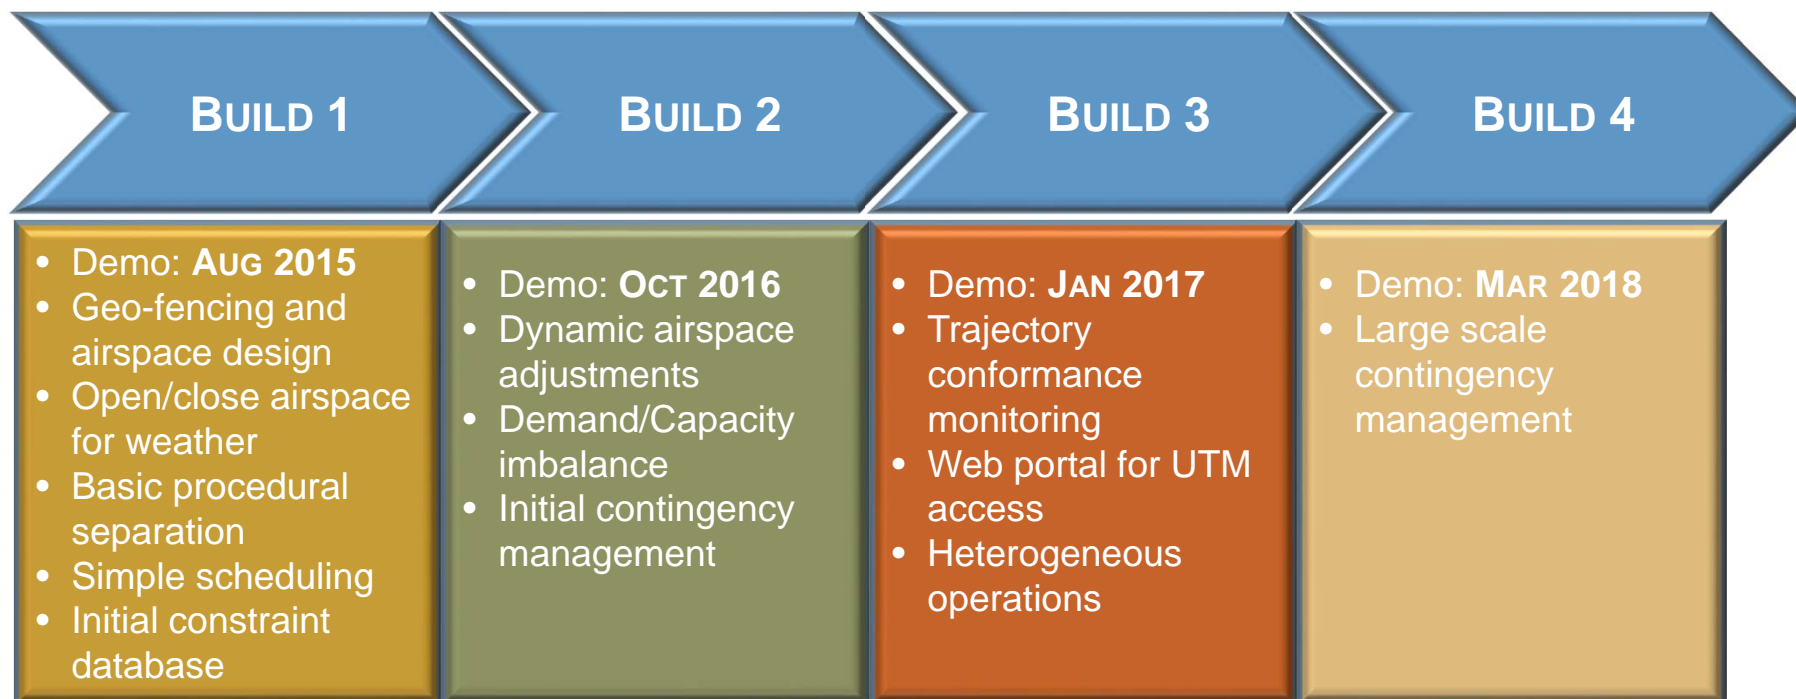 BUILD 1
BUILD 2
BUILD 3
BUILD 4
• Demo: AUG 2015
• Geo-fencing and
airspace design
• Open/close airspace
for weather
• Basic procedural
separation
• Simple scheduling
• Initial constraint
database
• Demo: OCT 2016
• Dynamic airspace
adjustments
• Demand/Capacity
imbalance
• Initial contingency
management
• Demo: JAN 2017
• Trajectory
conformance
monitoring
• Web portal for UTM
access
• Heterogeneous
operations
• Demo: MAR 2018
• Large scale
contingency
management